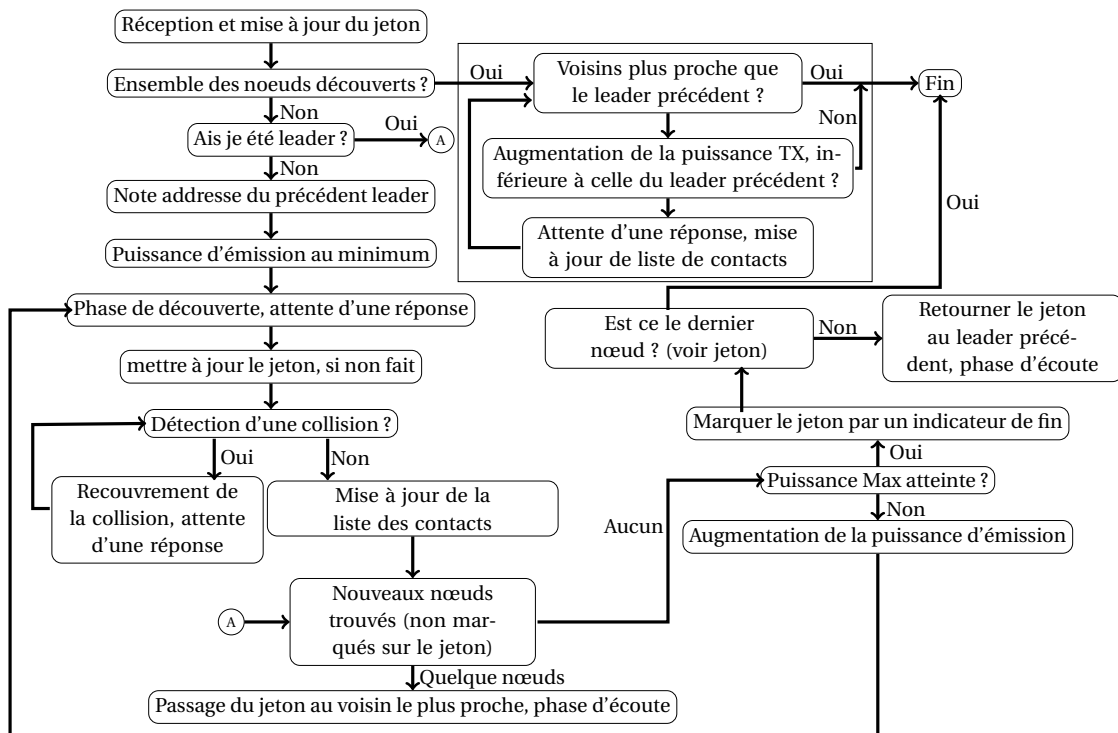 Réception et mise à jour du jeton
Ensemble des noeuds découverts ?
Oui
Non
Ais je été leader ?
Oui
A
Non
Note addresse du précédent leader
Puissance d'émission au minimum
Phase de découverte, attente d'une réponse
mettre à jour le jeton, si non fait
Détection d'une collision ?
Oui
Non
Recouvrement de
la collision, attente
d'une réponse
Mise à jour de la
liste des contacts
A
Nouveaux nœuds
trouvés (non mar-
qués sur le jeton)
Aucun
Quelque nœuds
Passage du jeton au voisin le plus proche, phase d'écoute
Voisins plus proche que
le leader précédent ?
Oui
Fin
Non
Augmentation de la puissance TX, in-
férieure à celle du leader précédent ?
Attente d'une réponse, mise
à jour de liste de contacts
Oui
Est ce le dernier
nœud ? (voir jeton)
Non
Retourner le jeton
au leader précé-
dent, phase d'écoute
Marquer le jeton par un indicateur de fin
Oui
Puissance Max atteinte ?
Non
Augmentation de la puissance d'émission